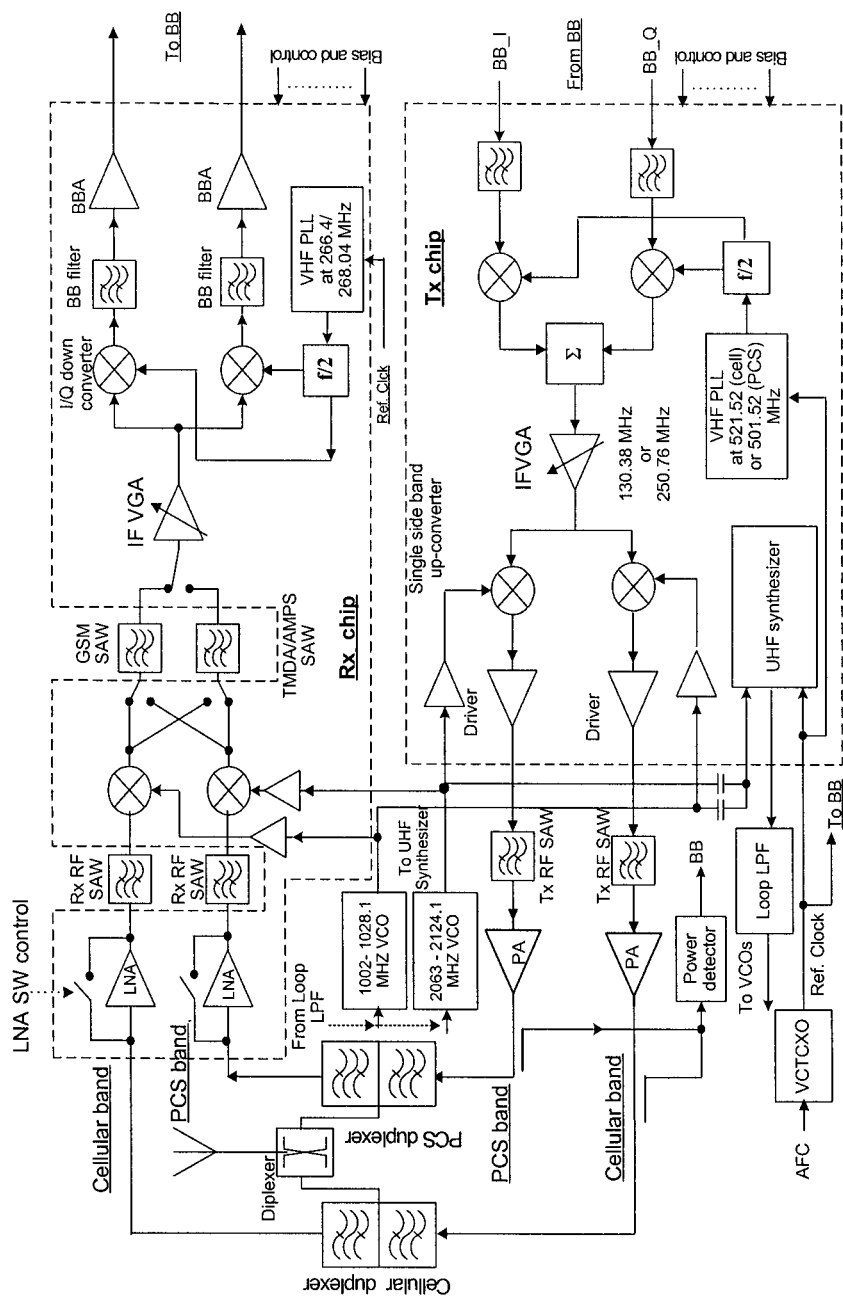 LNA SW control
Cellular band
PCS band
LNA
LNA
Rx RF
SAW
Rx RF
SAW
GSM
SAW
TMDA/AMPS
SAW
Rx chip
IF VGA
I/Q down
converter
BB filter
BB filter
BBA
BBA
To BB
VHF PLL
at 266.4/
268.04 MHz
f/2
Ref. Clck
Bias and control
Diplexer
PCS duplexer
Cellular duplexer
From Loop
LPF
1002- 1028.1
MHZ VCO
2063 - 2124.1
MHZ VCO
To UHF
Synthesizer
Single side band
up-converter
Driver
Driver
IFVGA
130.38 MHz
or
250.76 MHz
Σ
Tx chip
BB_I
From BB
BB_Q
Bias and control
f/2
VHF PLL
at 521.52 (cell)
or 501.52 (PCS)
MHz
UHF synthesizer
Tx RF SAW
Tx RF SAW
PA
PA
PCS band
Cellular band
Power
detector
BB
To VCOs
Loop LPF
Ref. Clock
To BB
VCTCXO
AFC